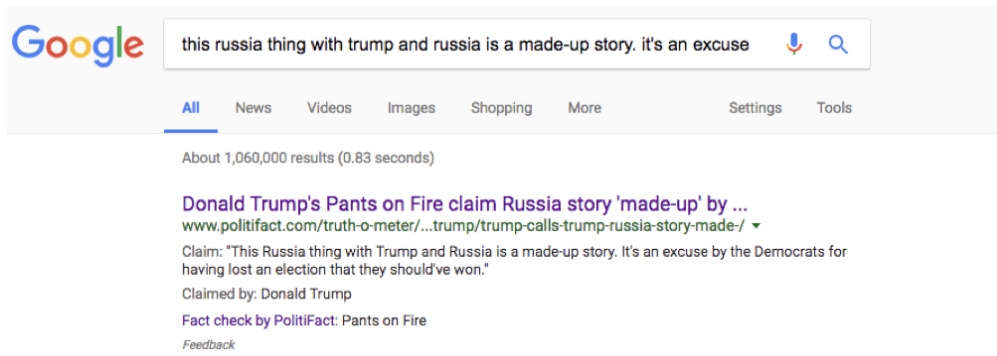 Google
this russia thing with trump and russia is a made-up story. it's an excuse
All News Videos Images Shopping More Settings Tools
About 1,060,000 results (0.83 seconds)
Donald Trump's Pants on Fire claim Russia story 'made-up' by ...
www.politifact.com/truth-o-meter/...trump/trump-calls-trump-russia-story-made-/
Claim: "This Russia thing with Trump and Russia is a made-up story. It's an excuse by the Democrats for
having lost an election that they should've won."
Claimed by: Donald Trump
Fact check by PolitiFact: Pants on Fire
Feedback